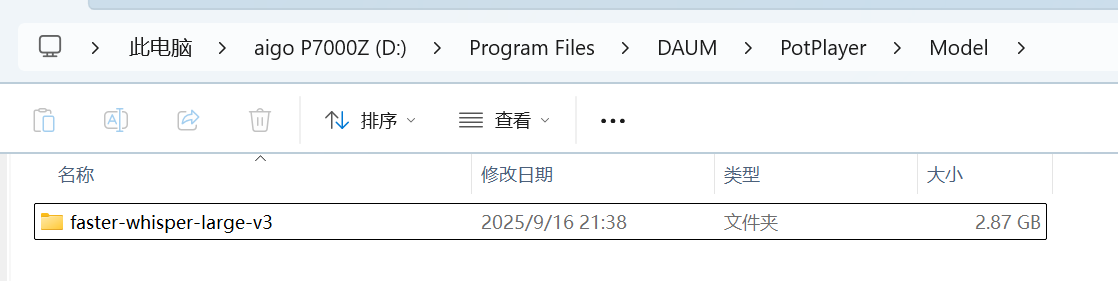 此电脑 > aigo P7000Z (D:) > Program Files > DAUM > PotPlayer > Model >
排序 查看
名称 修改日期 类型 大小
faster-whisper-large-v3 2025/9/16 21:38 文件夹 2.87 GB